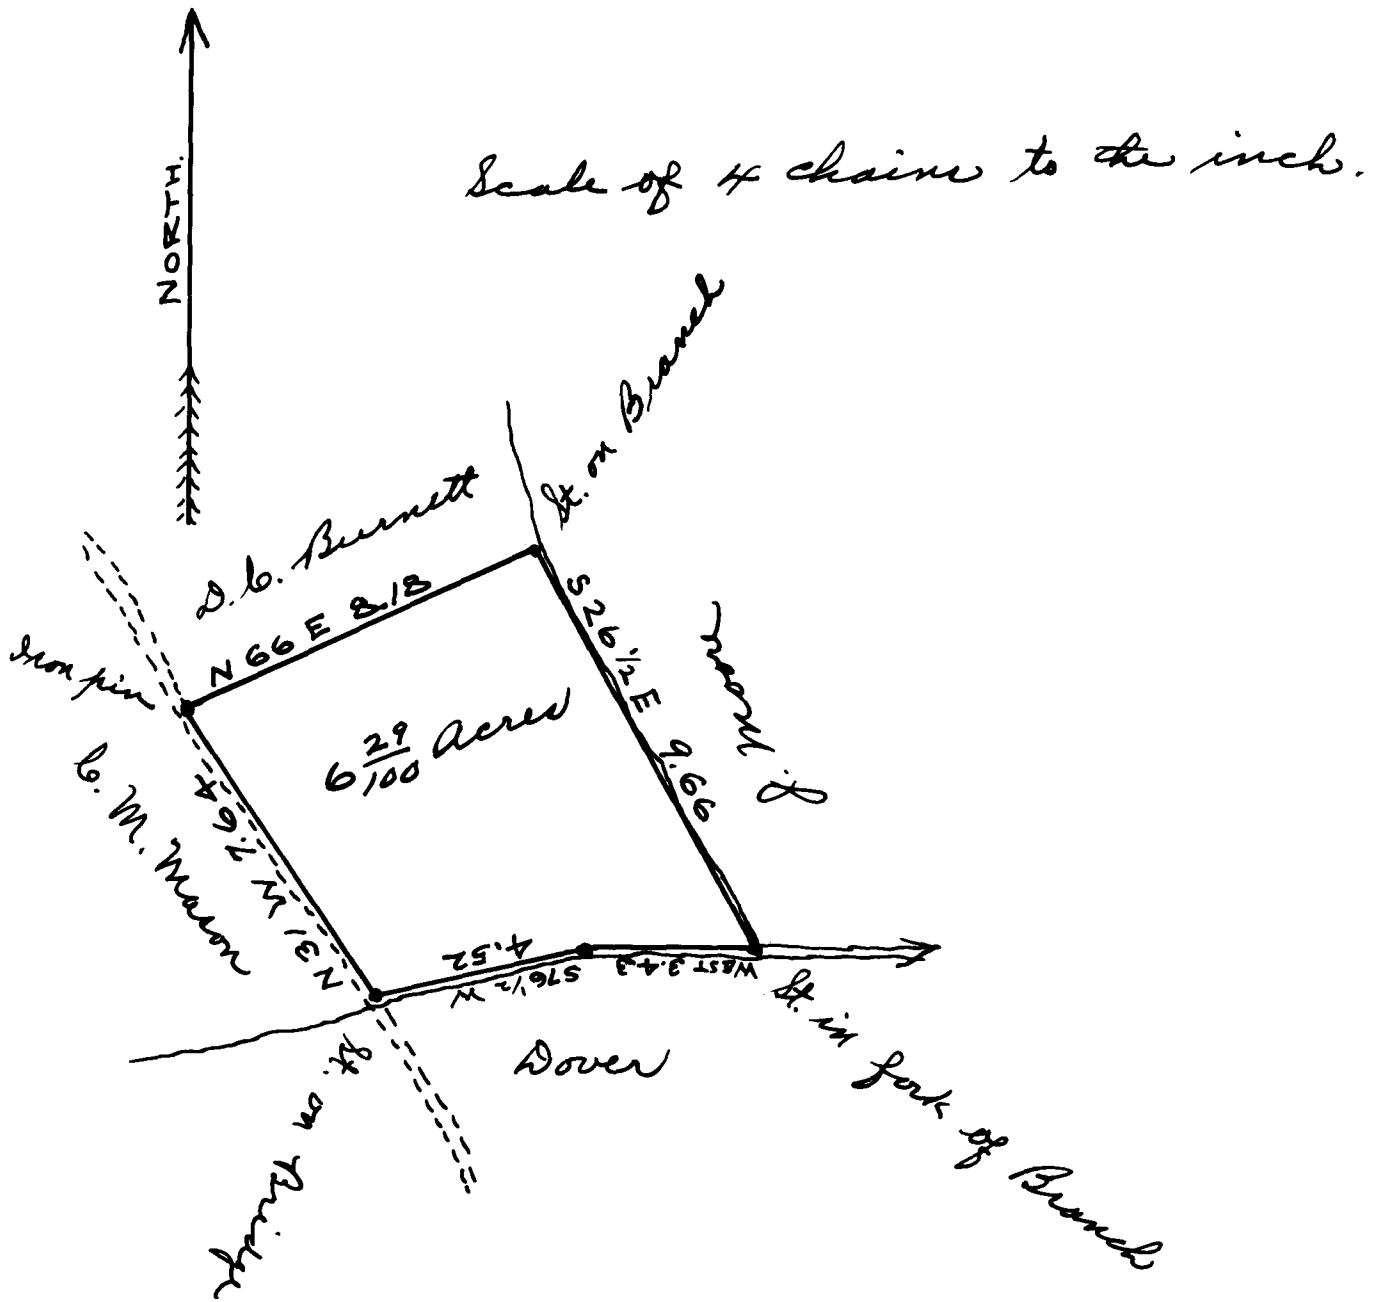 NORTH.
Scale of 4 chains to the inch.
St. on Branch
D. C. Burnett
N 66 E 8.18
Iron pin
S 26 1/2 E 9.66
J. Moon
6 29/100 Acres
C. M. Mason
N 31 W 7.64
S76 1/2 W
4.52
WEST 3.43
St. in fork of Branch
Dover
St. on Bridge